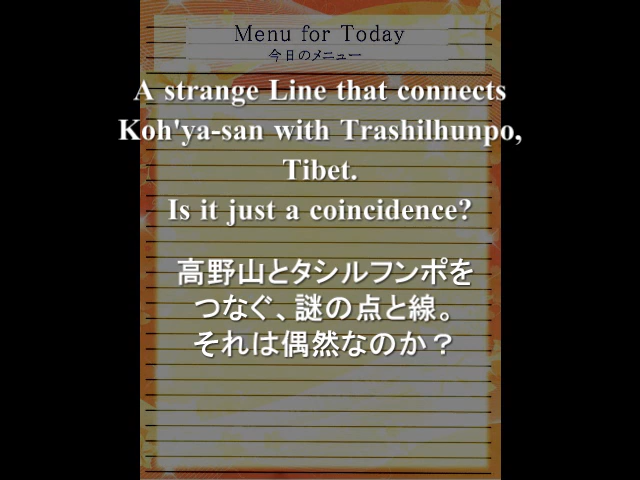 Menu for Today
今日のメニュー
A strange Line that connects
Koh'ya-san with Trashilhunpo,
Tibet.
Is it just a coincidence?
高野山とタシルフンポを
つなぐ、謎の点と線。
それは偶然なのか？